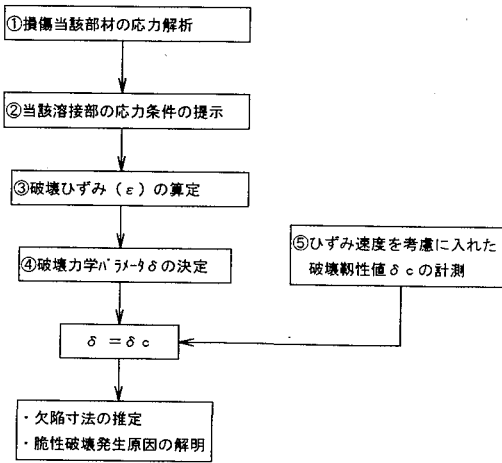 ①損傷当該部材の応力解析
②当該溶接部の応力条件の提示
③破壊ひずみ（ε）の算定
④破壊力学パラメータδの決定
⑤ひずみ速度を考慮に入れた
破壊靱性値δｃの計測
δ＝δｃ
・欠陥寸法の推定
・脆性破壊発生原因の解明